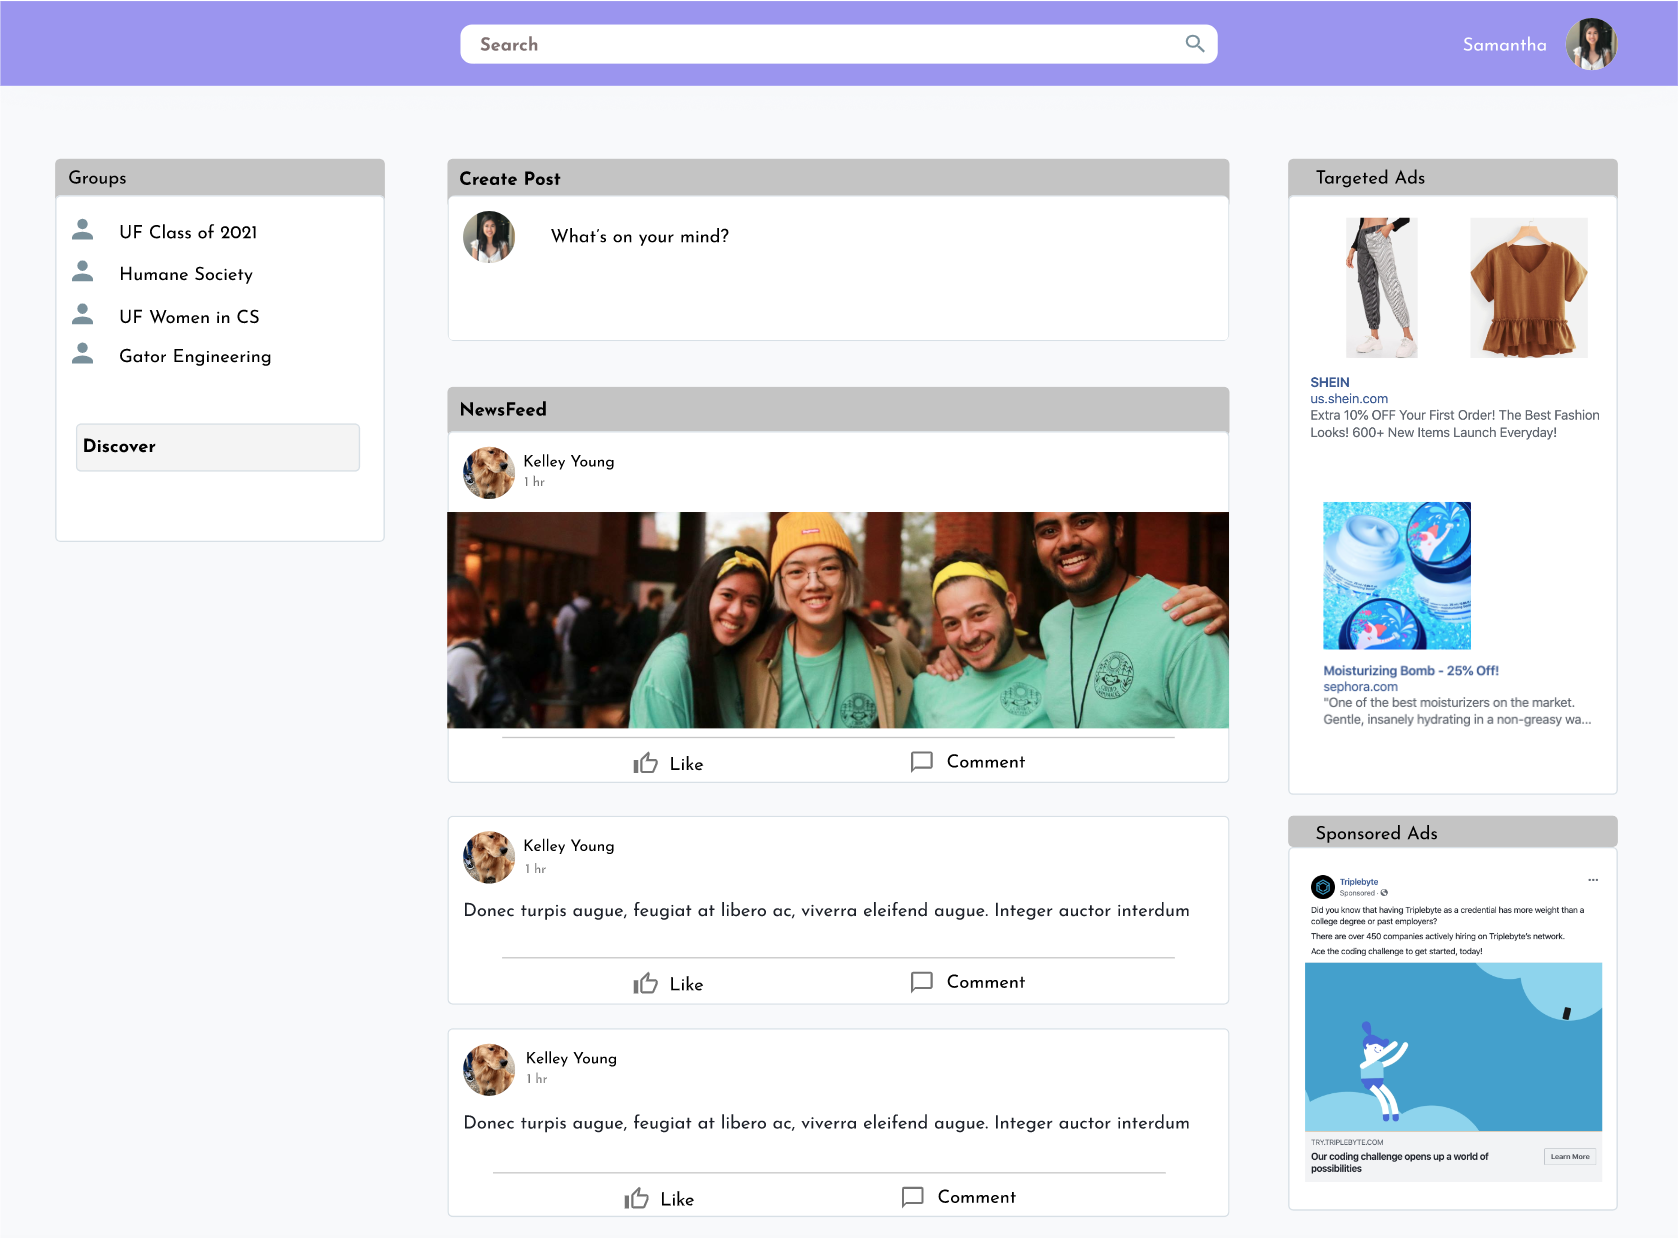 Search
Samantha
Groups
UF Class of 2021
Humane Society
UF Women in CS
Gator Engineering
Discover
Create Post
What's on your mind?
NewsFeed
Kelley Young
1 hr
Like
Comment
Kelley Young
1 hr
Donec turpis augue, feugiat at libero ac, viverra eleifend augue. Integer auctor interdum
Like
Comment
Kelley Young
1 hr
Donec turpis augue, feugiat at libero ac, viverra eleifend augue. Integer auctor interdum
Like
Comment
Targeted Ads
SHEIN
us.shein.com
Extra 10% OFF Your First Order! The Best Fashion
Looks! 600+ New Items Launch Everyday!
Moisturizing Bomb - 25% Off!
sephora.com
"One of the best moisturizers on the market.
Gentle, insanely hydrating in a non-greasy wa...
Sponsored Ads
Triplebyte
Sponsored ·
Did you know that having Triplebyte as a credential has more weight than a
college degree or past employers?
There are over 450 companies actively hiring on Triplebyte's network.
Ace the coding challenge to get started, today!
TRY.TRIPLEBYTE.COM
Our coding challenge opens up a world of
possibilities
Learn More